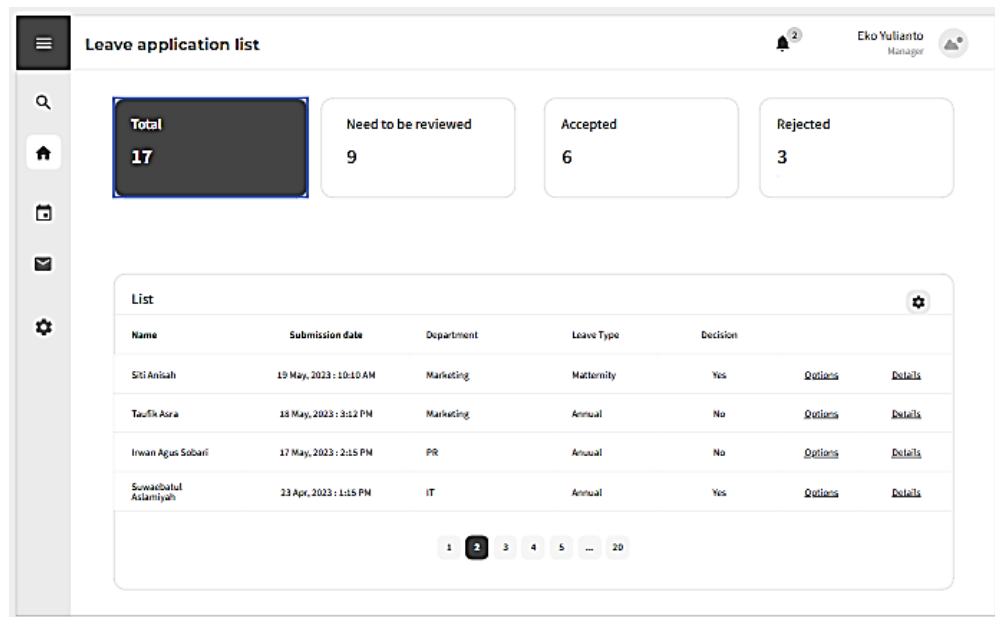 Leave application list
2
Eko Yulianto
Manager
Total
17
Need to be reviewed
9
Accepted
6
Rejected
3
List
Name Submission date Department Leave Type Decision
Siti Anisah 19 May, 2023 : 10:10 AM Marketing Matternity Yes Options Details
Taufik Asra 18 May, 2023 : 3:12 PM Marketing Annual No Options Details
Irwan Agus Sobari 17 May, 2023 : 2:15 PM PR Anuual No Options Details
Suwaebatul
Aslamiyah 23 Apr, 2023 : 1:15 PM IT Annual Yes Options Details
1 2 3 4 5 ... 20